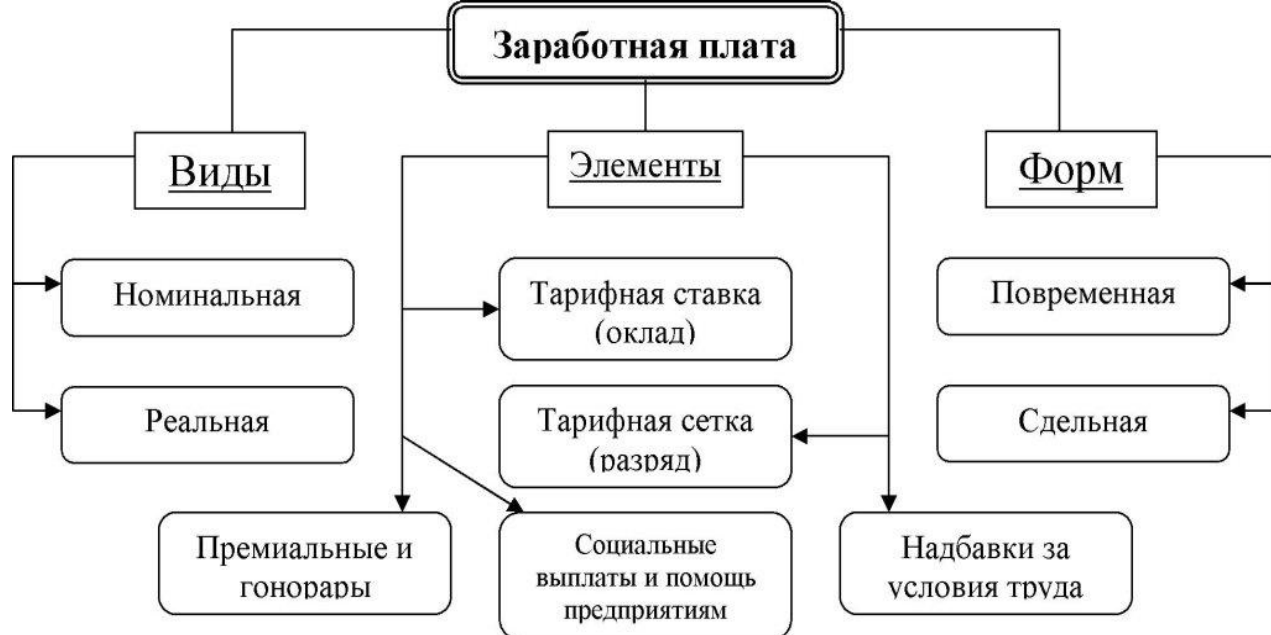 Заработная плата
Виды
Элементы
Форм
Номинальная
Тарифная ставка
(оклад)
Повременная
Реальная
Тарифная сетка
(разряд)
Сдельная
Премиальные и
гонорары
Социальные
выплаты и помощь
предприятиям
Надбавки за
условия труда